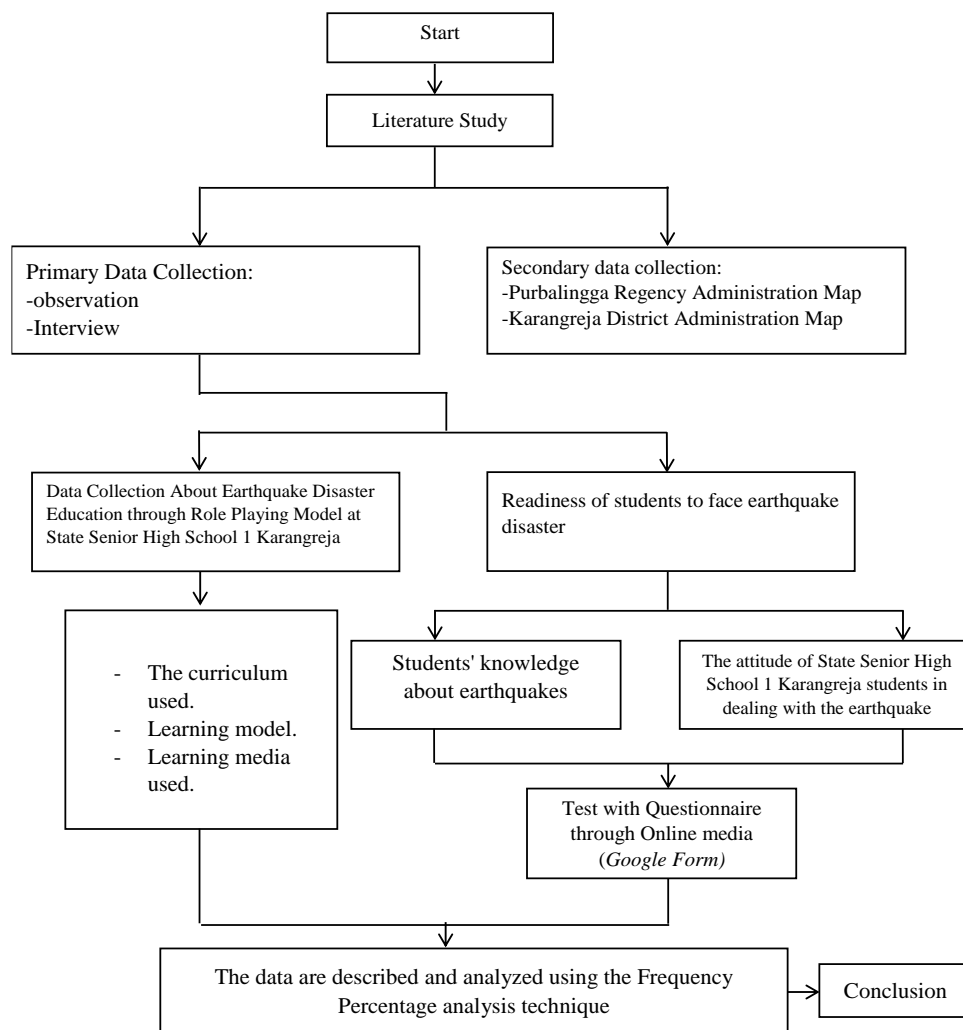 Start
Literature Study
Primary Data Collection:
-observation
-Interview
Secondary data collection:
-Purbalingga Regency Administration Map
-Karangreja District Administration Map
Data Collection About Earthquake Disaster
Education through Role Playing Model at
State Senior High School 1 Karangreja
Readiness of students to face earthquake
disaster
- The curriculum
used.
- Learning model.
- Learning media
used.
Students' knowledge
about earthquakes
The attitude of State Senior High
School 1 Karangreja students in
dealing with the earthquake
Test with Questionnaire
through Online media
(Google Form)
The data are described and analyzed using the Frequency
Percentage analysis technique
Conclusion